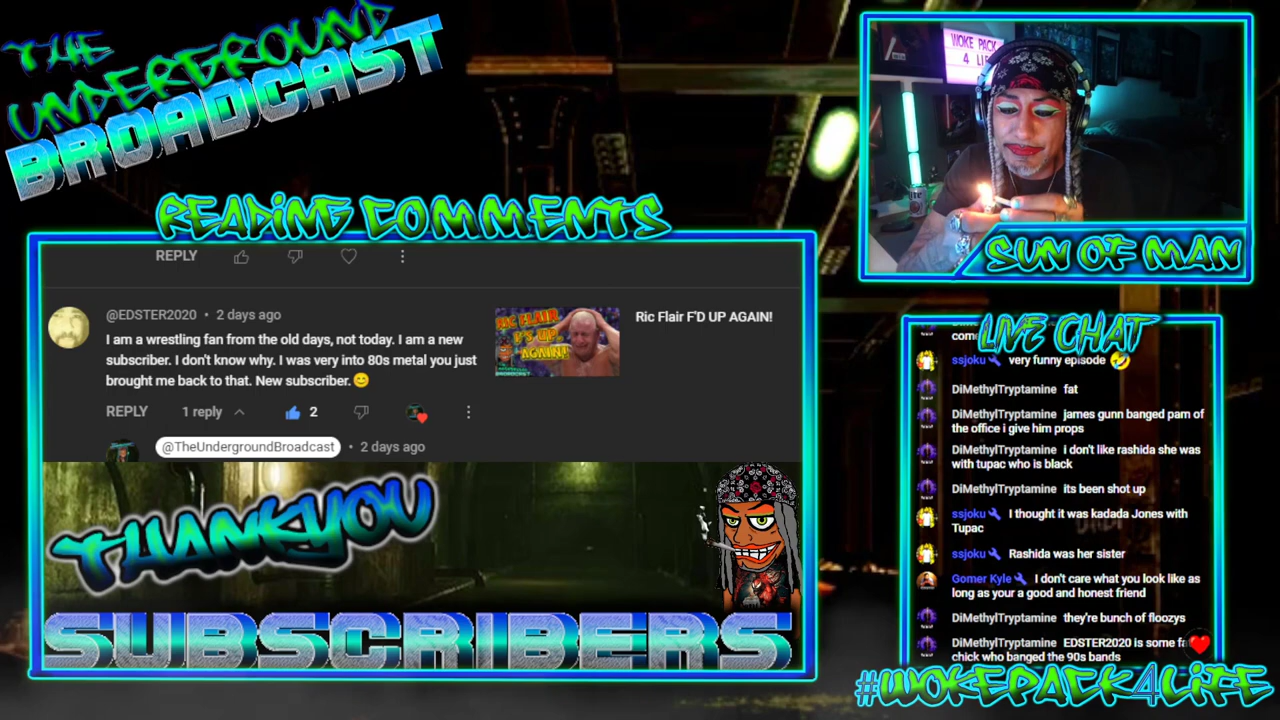 THE
UNDERGROUND
BROADCAST
READING COMMENTS
REPLY
@EDSTER2020 • 2 days ago
I am a wrestling fan from the old days, not today. I am a new
subscriber. I don't know why. I was very into 80s metal you just
brought me back to that. New subscriber. 😊
REPLY 1 reply 2
@TheUndergroundBroadcast • 2 days ago
RIC FLAIR
F'S UP
AGAIN!
Ric Flair F'D UP AGAIN!
THANKYOU
SUBSCRIBERS
WOKE PACK
4 LI
SUN OF MAN
LIVE CHAT
com
ssjoku very funny episode 🤣
DiMethylTryptamine fat
DiMethylTryptamine james gunn banged pam of
the office i give him props
DiMethylTryptamine i don't like rashida she was
with tupac who is black
DiMethylTryptamine its been shot up
ssjoku I thought it was kadada Jones with
Tupac
ssjoku Rashida was her sister
Gomer Kyle I don't care what you look like as
long as your a good and honest friend
DiMethylTryptamine they're bunch of floozys
DiMethylTryptamine EDSTER2020 is some f
chick who banged the 90s bands
#WOKEPACK4LIFE